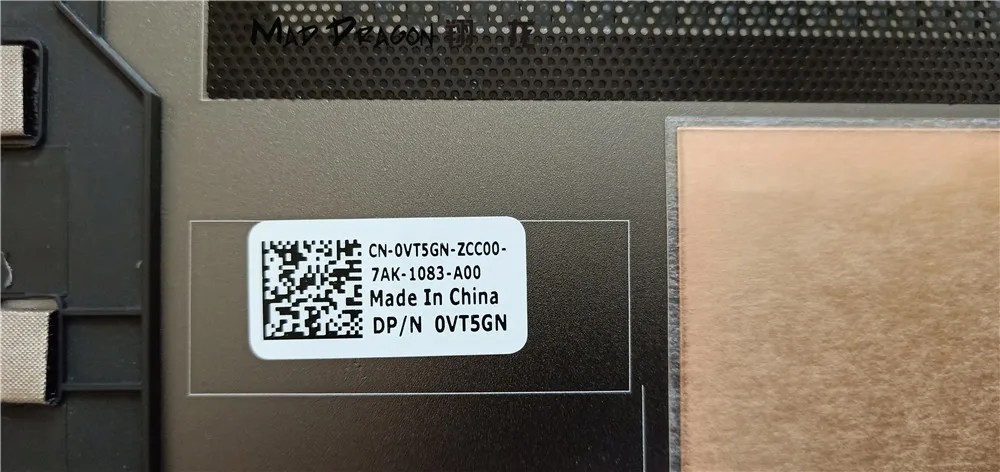 MAD DRAGON
CN-0VT5GN-ZCC00-
7AK-1083-A00
Made In China
DP/N 0VT5GN